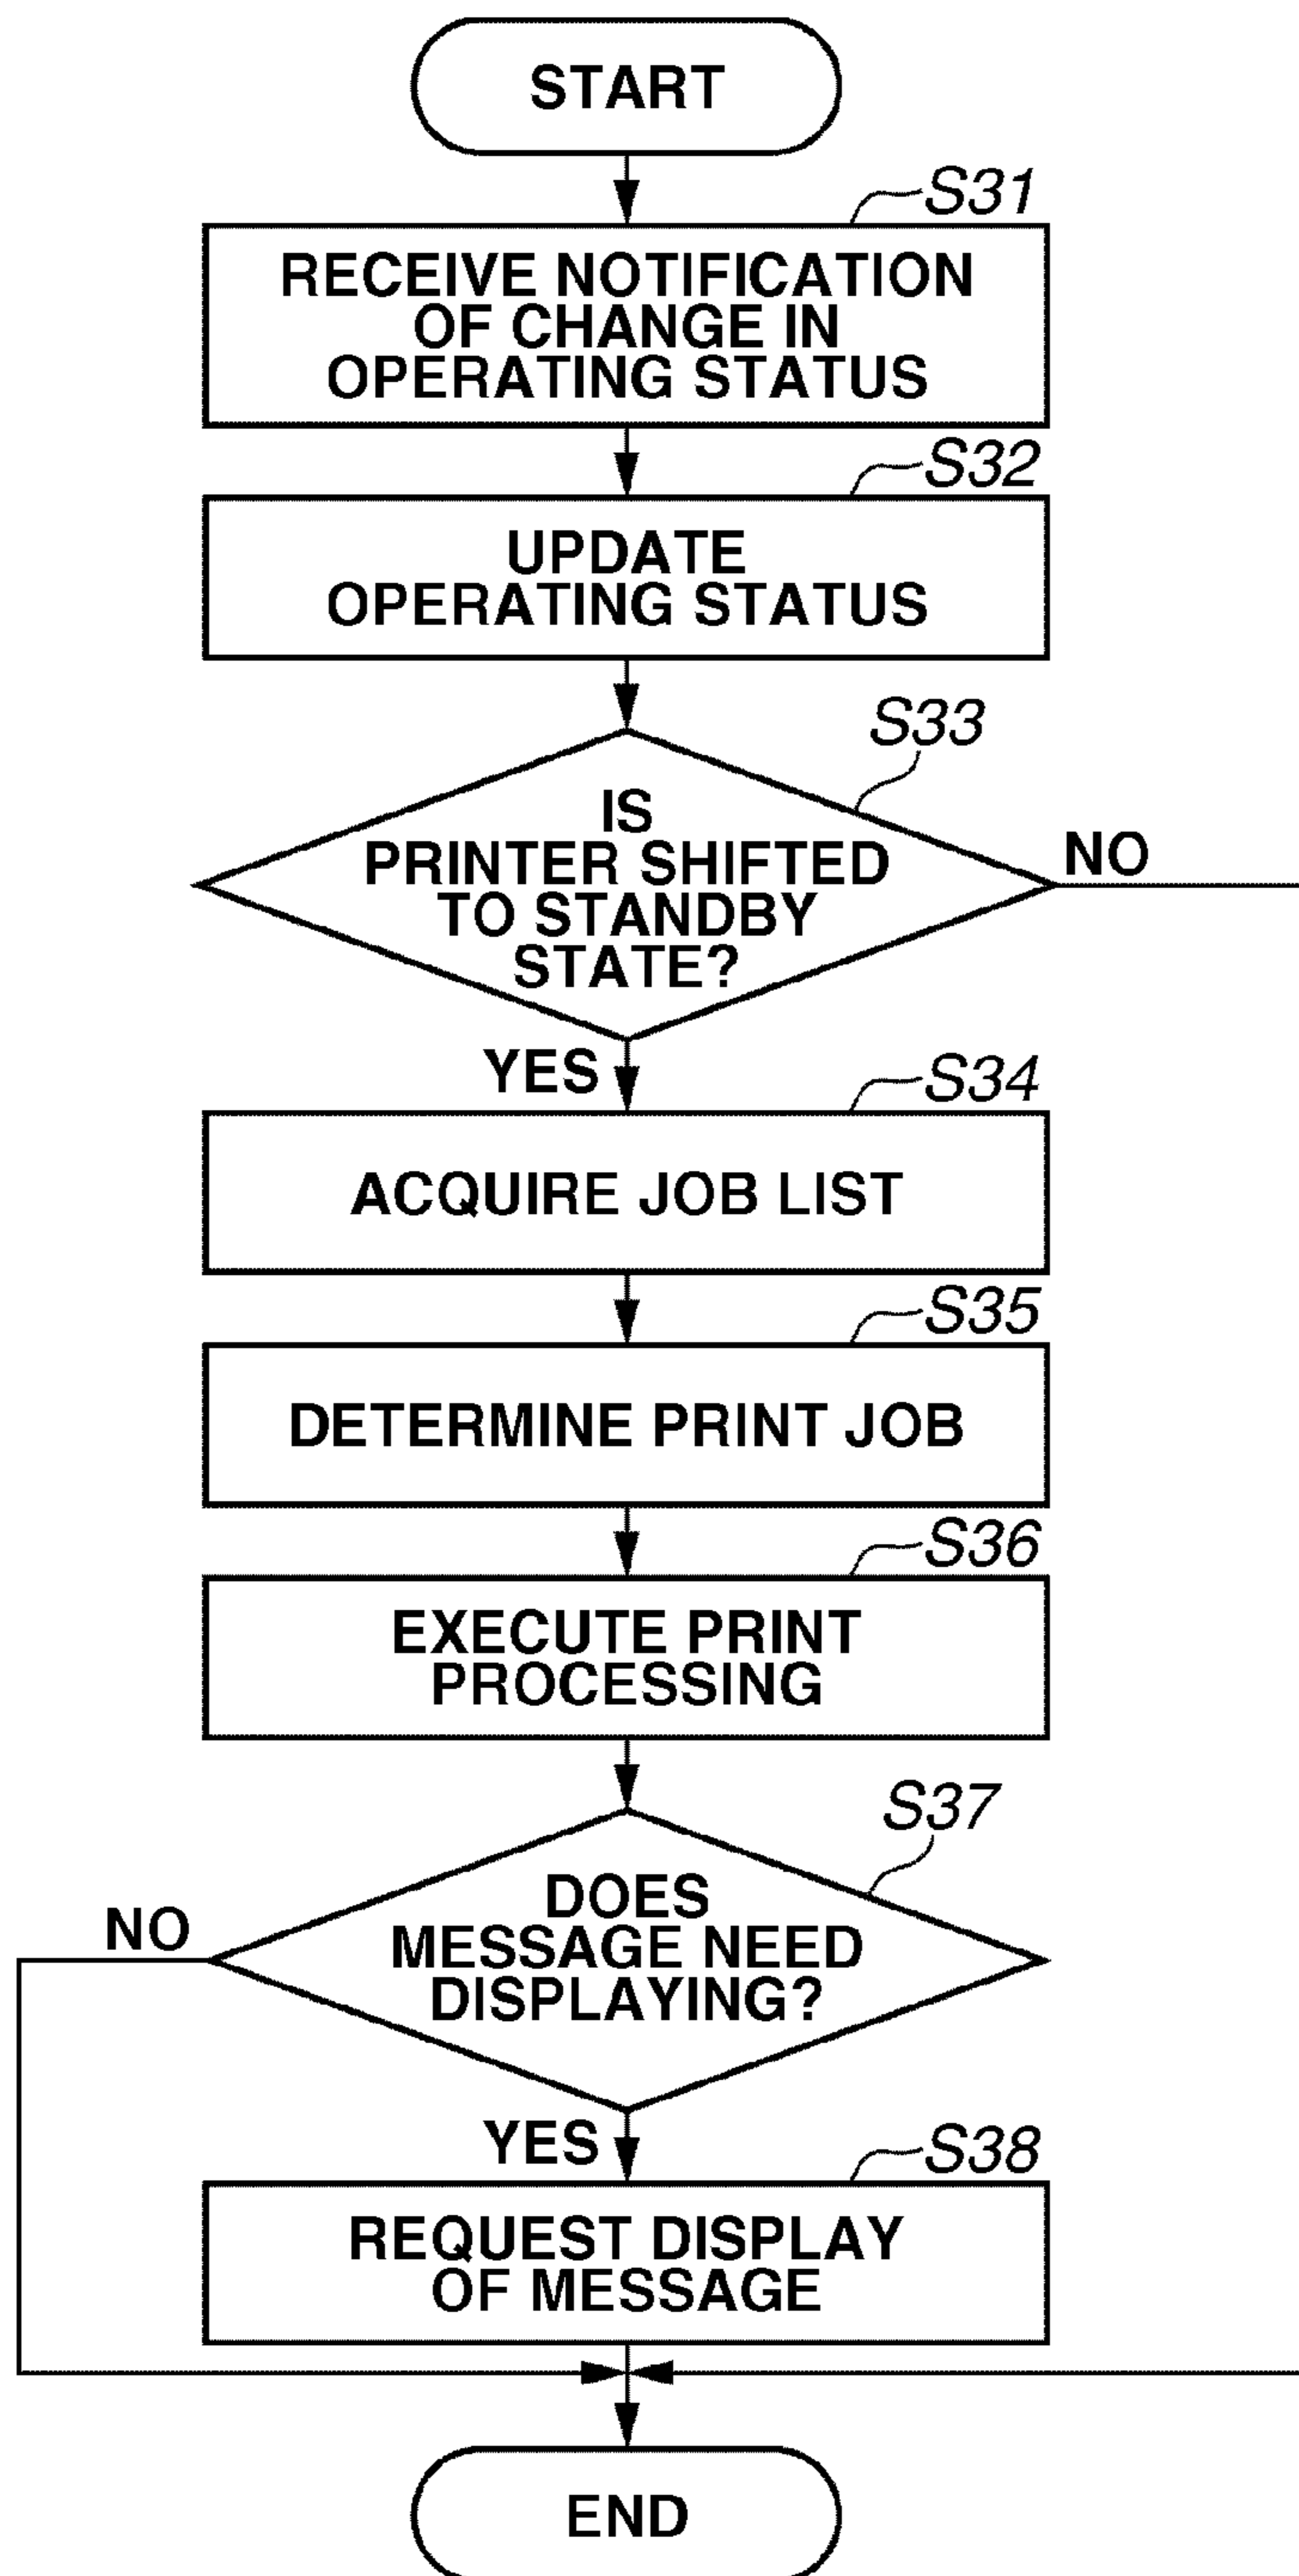 START
S31
RECEIVE NOTIFICATION
OF CHANGE IN
OPERATING STATUS
S32
UPDATE
OPERATING STATUS
S33
IS
PRINTER SHIFTED
TO STANDBY
STATE?
NO
YES
S34
ACQUIRE JOB LIST
S35
DETERMINE PRINT JOB
S36
EXECUTE PRINT
PROCESSING
S37
DOES
MESSAGE NEED
DISPLAYING?
NO
YES
S38
REQUEST DISPLAY
OF MESSAGE
END